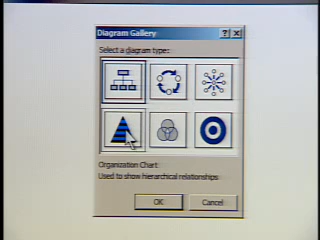 Diagram Gallery
Select a diagram type:
Organization Chart
Used to show hierarchical relationships
OK
Cancel